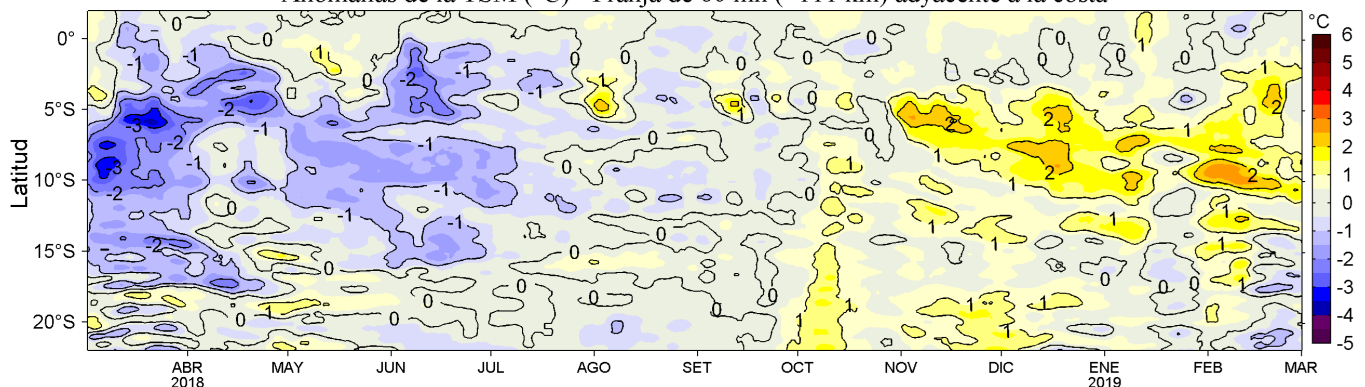 Anomalías de la TSM (°C) - Franja de 60 mn (~111 km) adyacente a la costa
°C
6
5
4
3
2
1
0
-1
-2
-3
-4
-5
Latitud
0°
5°S
10°S
15°S
20°S
ABR MAY JUN JUL AGO SET OCT NOV DIC ENE FEB MAR
2018 2019